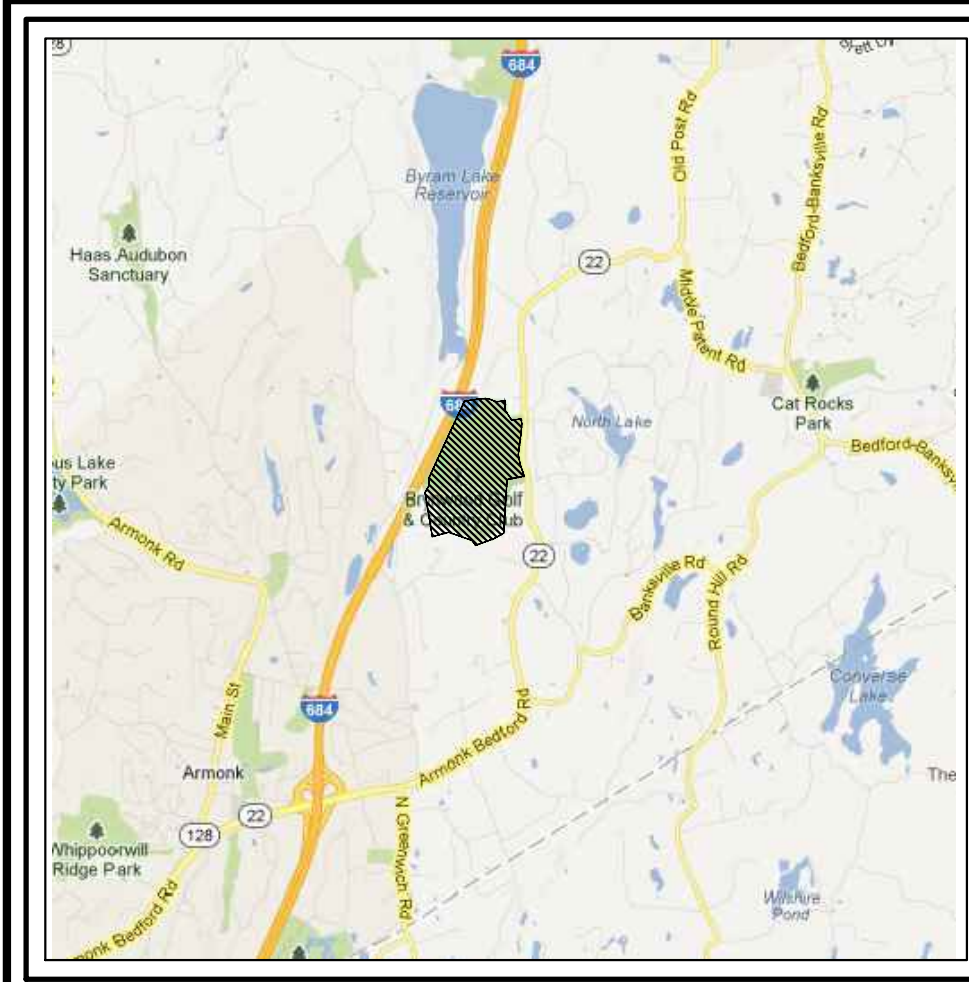 684
Byram Lake
Reservoir
Old Post Rd
Bedford-Banksville Rd
Haas Audubon
Sanctuary
22
Middle Patent Rd
Cat Rocks
Park
North Lake
Bedford-Banksv
us Lake
ty Park
Golf
& Country Club
Armonk Rd
22
Banksville Rd
Round Hill Rd
Converse
Lake
Main St
684
Armonk Bedford Rd
Armonk
The
22
128
N Greenwich Rd
Whippoorwill
Ridge Park
Wilshire
Pond
monk Bedford Rd